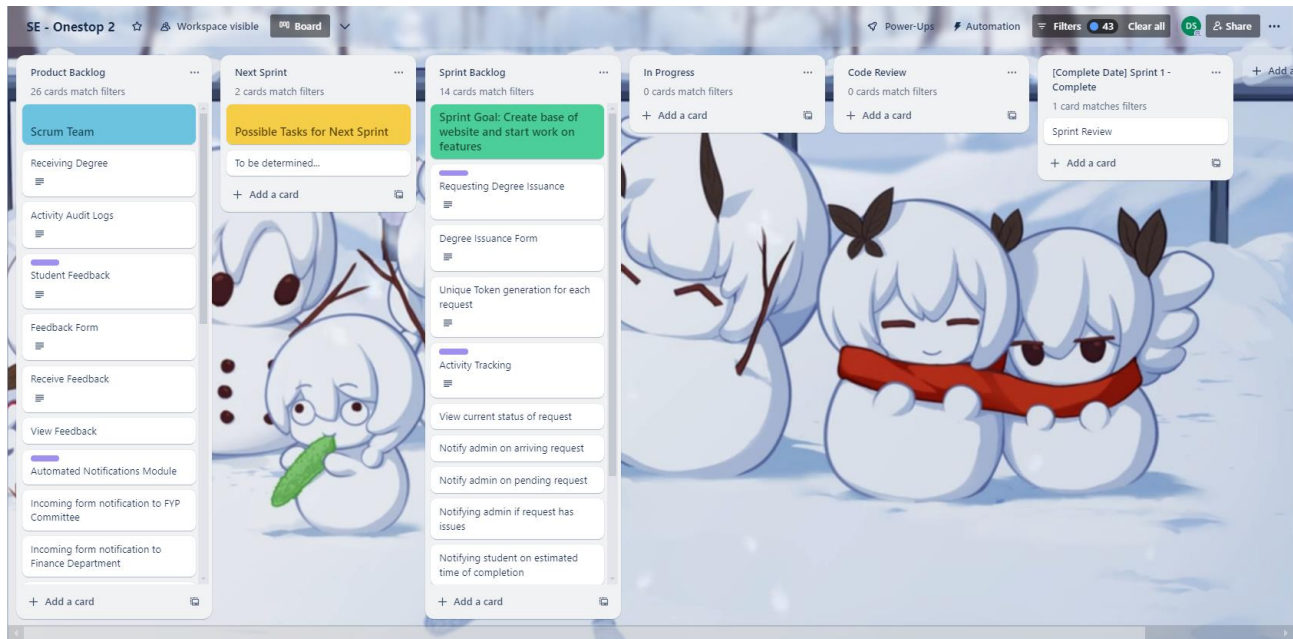 SE - Onestop 2
Workspace visible
Board
Power-Ups
Automation
Filters
43
Clear all
DS
Share
Product Backlog
26 cards match filters
Scrum Team
Receiving Degree
Activity Audit Logs
Student Feedback
Feedback Form
Receive Feedback
View Feedback
Automated Notifications Module
Incoming form notification to FYP
Committee
Incoming form notification to
Finance Department
+ Add a card
Next Sprint
2 cards match filters
Possible Tasks for Next Sprint
To be determined...
+ Add a card
Sprint Backlog
14 cards match filters
Sprint Goal: Create base of
website and start work on
features
Requesting Degree Issuance
Degree Issuance Form
Unique Token generation for each
request
Activity Tracking
View current status of request
Notify admin on arriving request
Notify admin on pending request
Notifying admin if request has
issues
Notifying student on estimated
time of completion
+ Add a card
In Progress
0 cards match filters
+ Add a card
Code Review
0 cards match filters
+ Add a card
[Complete Date] Sprint 1 -
Complete
1 card matches filters
Sprint Review
+ Add a card
+ Add a